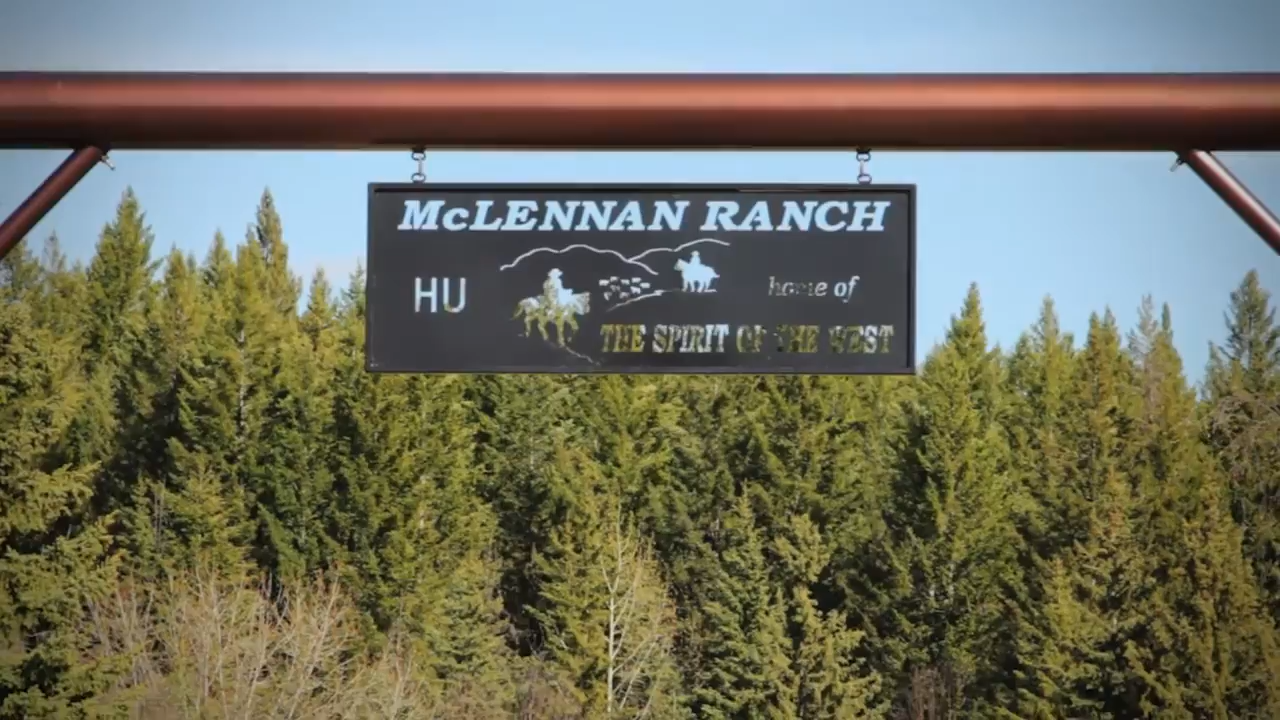 McLENNAN RANCH
HU
home of
THE SPIRIT OF THE WEST